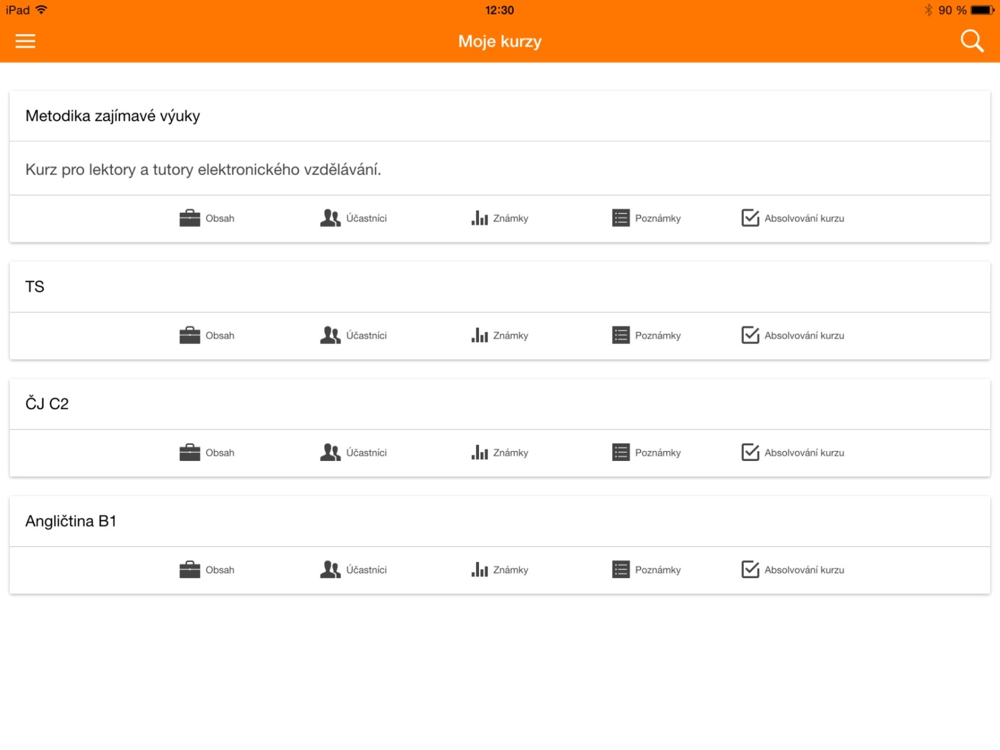 iPad 12:30 90 %
Moje kurzy
Metodika zajímavé výuky
Kurz pro lektory a tutory elektronického vzdělávání.
Obsah Účastníci Známky Poznámky Absolvování kurzu
TS
Obsah Účastníci Známky Poznámky Absolvování kurzu
ČJ C2
Obsah Účastníci Známky Poznámky Absolvování kurzu
Angličtina B1
Obsah Účastníci Známky Poznámky Absolvování kurzu